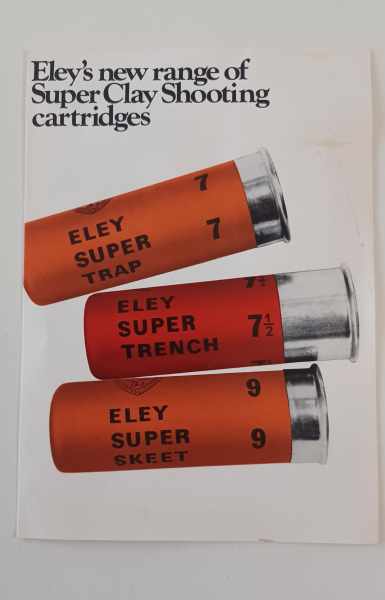 Eley's new range of
Super Clay Shooting
cartridges
7
7
ELEY
SUPER
TRAP
7½
ELEY
SUPER
TRENCH
7½
9
ELEY
SUPER
SKEET
9